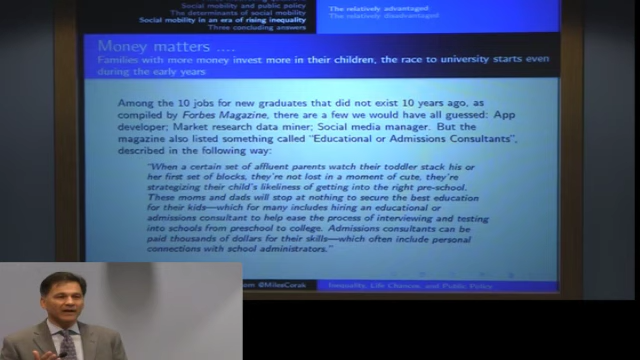 Social mobility and public policy
The determinants of social mobility
Social mobility in an era of rising inequality
Three concluding answers
The relatively advantaged
The relatively disadvantaged
Money matters ....
Families with more money invest more in their children, the race to university starts even
during the early years
Among the 10 jobs for new graduates that did not exist 10 years ago, as
compiled by Forbes Magazine, there are a few we would have all guessed: App
developer; Market research data miner; Social media manager. But the
magazine also listed something called "Educational or Admissions Consultants",
described in the following way:
"When a certain set of affluent parents watch their toddler stack his or
her first set of blocks, they're not lost in a moment of cute, they're
strategizing their child's likeliness of getting into the right pre-school.
These moms and dads will stop at nothing to secure the best education
for their kids—which for many includes hiring an educational or
admissions consultant to help ease the process of interviewing and testing
into schools from preschool to college. Admissions consultants can be
paid thousands of dollars for their skills—which often include personal
connections with school administrators."
@MilesCorak
Inequality, Life Chances, and Public Policy